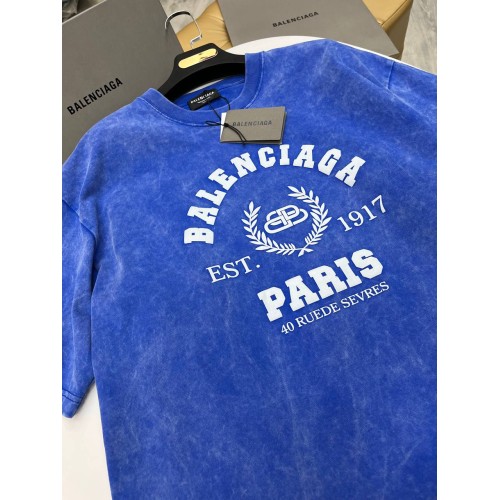 BALENCIAGA
BALENCIAGA
BALENCIAGA
BALENCIAGA
BALENCIAGA
EST. 1917
PARIS
40 RUEDE SEVRES